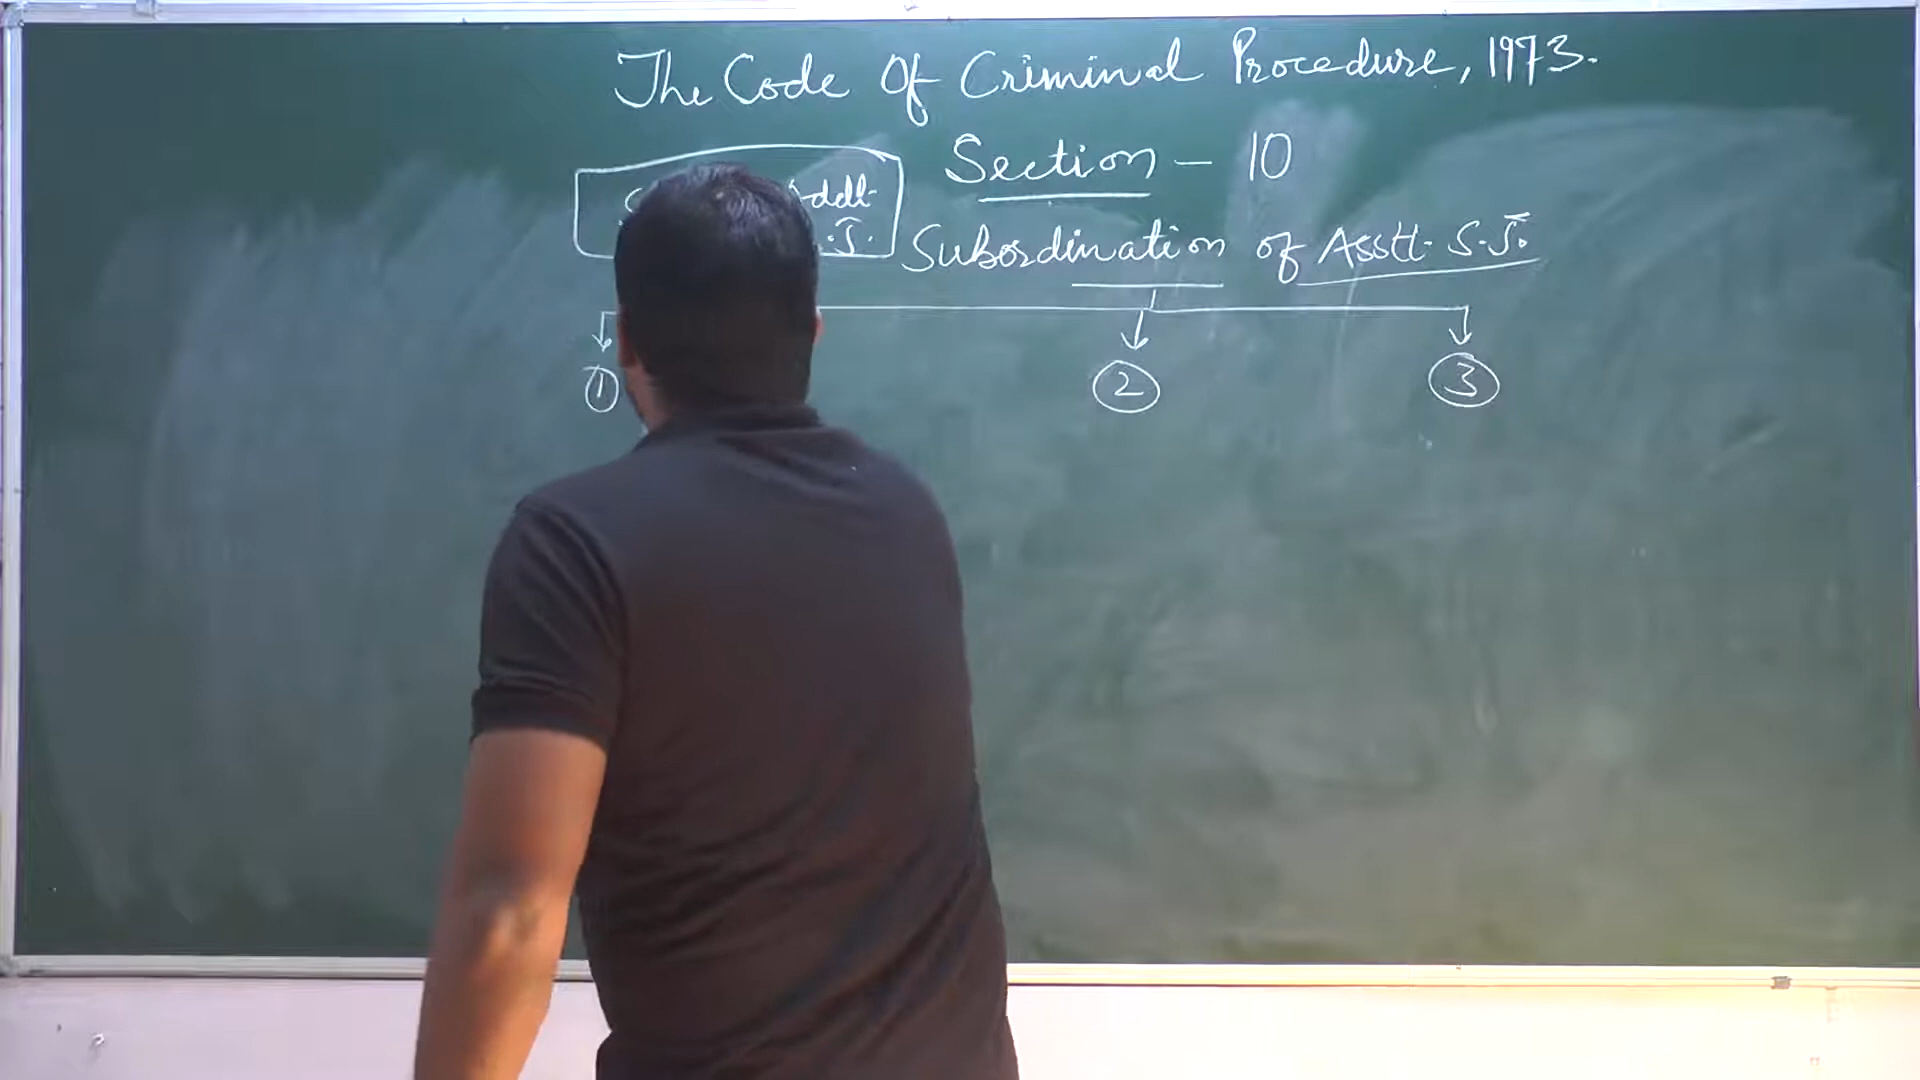 The Code Of Criminal Procedure, 1973.
Section - 10
Addl.
.J.
Subordination of Asstt. S.J.
1 2 3